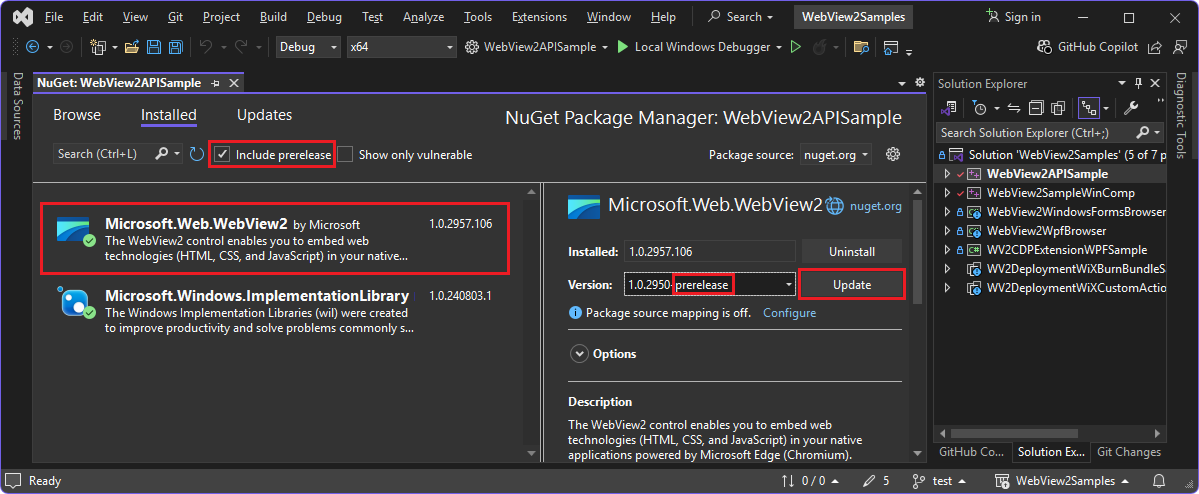 File Edit View Git Project Build Debug Test Analyze Tools Extensions Window Help Search WebView2Samples Sign in
Debug x64 WebView2APISample Local Windows Debugger GitHub Copilot
Data Sources
NuGet: WebView2APISample
Browse Installed Updates
NuGet Package Manager: WebView2APISample
Search (Ctrl+L) Include prerelease Show only vulnerable
Package source: nuget.org
Microsoft.Web.WebView2 by Microsoft 1.0.2957.106
The WebView2 control enables you to embed web
technologies (HTML, CSS, and JavaScript) in your native...
Microsoft.Windows.ImplementationLibrary 1.0.240803.1
The Windows Implementation Libraries (wil) were created
to improve productivity and solve problems commonly s...
Microsoft.Web.WebView2 nuget.org
Installed: 1.0.2957.106 Uninstall
Version: 1.0.2950-prerelease Update
Package source mapping is off. Configure
Options
Description
The WebView2 control enables you to embed web
technologies (HTML, CSS, and JavaScript) in your native
applications powered by Microsoft Edge (Chromium).
Solution Explorer
Search Solution Explorer (Ctrl+;)
Solution 'WebView2Samples' (5 of 7 p
WebView2APISample
WebView2SampleWinComp
WebView2WindowsFormsBrowser
WebView2WpfBrowser
WV2CDPExtensionWPFSample
WV2DeploymentWiXBurnBundleS
WV2DeploymentWiXCustomActio
GitHub Co... Solution Ex... Git Changes
Diagnostic Tools
Ready 0 / 0 5 test WebView2Samples